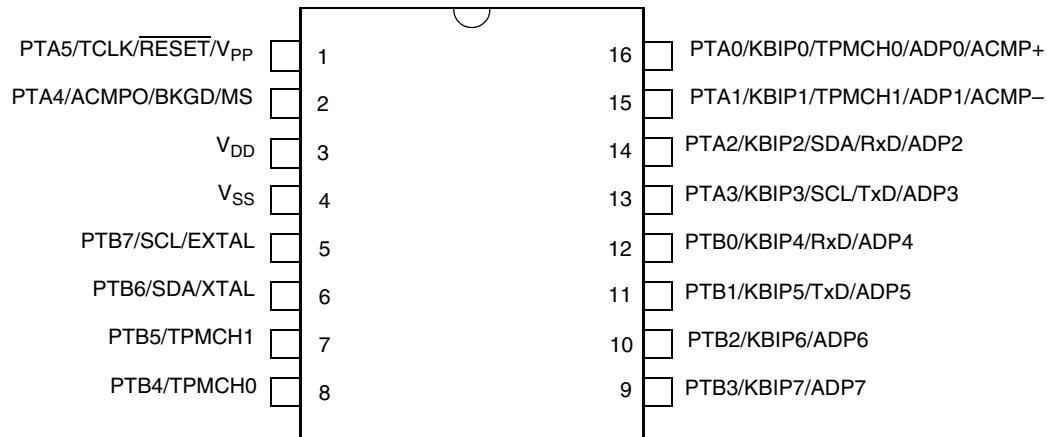 PTA5/TCLK/RESET/VPP 1 16 PTA0/KBIP0/TPMCH0/ADP0/ACMP+
PTA4/ACMPO/BKGD/MS 2 15 PTA1/KBIP1/TPMCH1/ADP1/ACMP–
VDD 3 14 PTA2/KBIP2/SDA/RxD/ADP2
VSS 4 13 PTA3/KBIP3/SCL/TxD/ADP3
PTB7/SCL/EXTAL 5 12 PTB0/KBIP4/RxD/ADP4
PTB6/SDA/XTAL 6 11 PTB1/KBIP5/TxD/ADP5
PTB5/TPMCH1 7 10 PTB2/KBIP6/ADP6
PTB4/TPMCH0 8 9 PTB3/KBIP7/ADP7